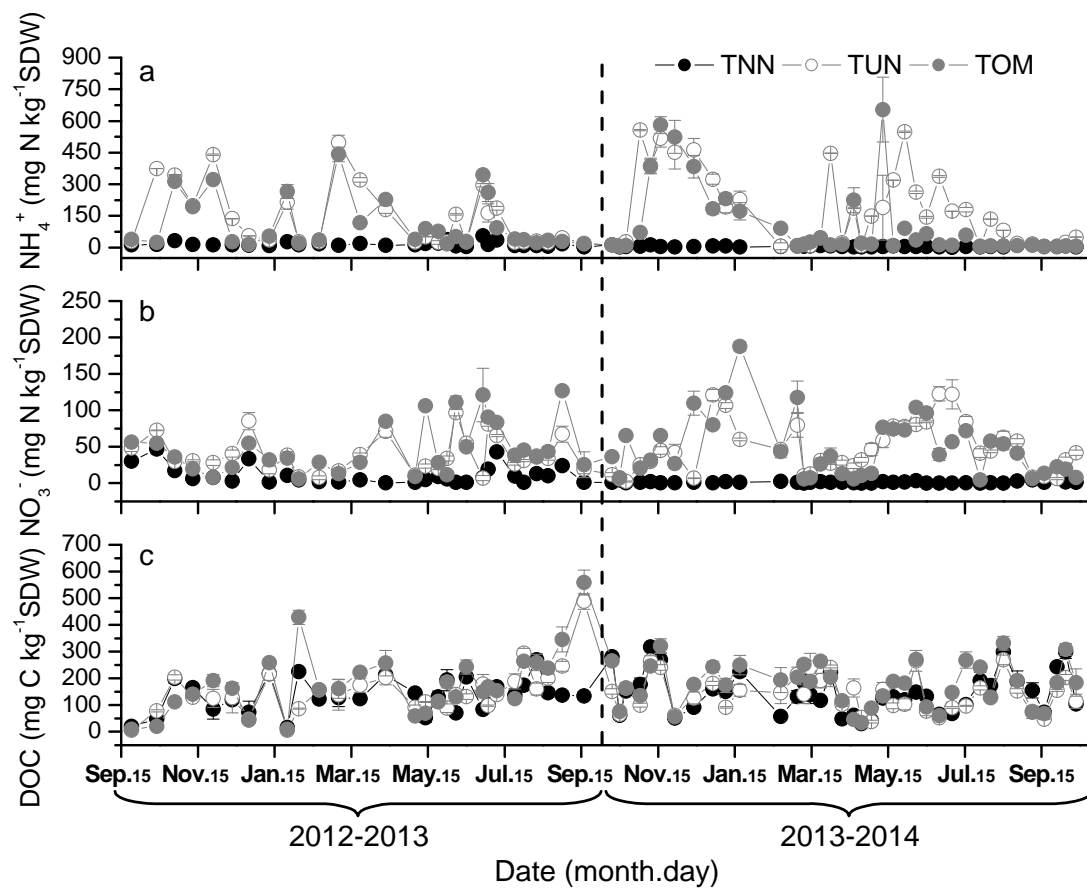 a
TNN TUN TOM
900
750
600
450
300
150
0
NH₄⁺ (mg N kg⁻¹SDW)
b
250
200
150
100
50
0
NO₃⁻ (mg N kg⁻¹SDW)
c
700
600
500
400
300
200
100
0
DOC (mg C kg⁻¹SDW)
Sep.15 Nov.15 Jan.15 Mar.15 May.15 Jul.15 Sep.15 Nov.15 Jan.15 Mar.15 May.15 Jul.15 Sep.15
2012-2013 2013-2014
Date (month.day)